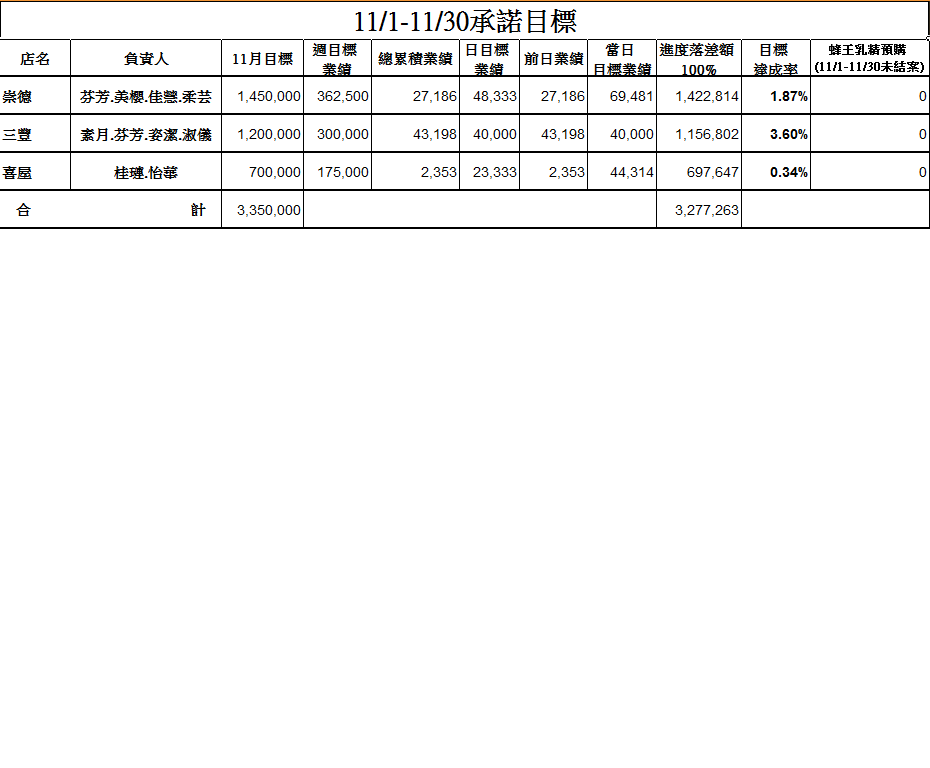 11/1-11/30承諾目標
店名 負責人 11月目標 週目標業績 總累積業績 日目標業績 前日業績 當日目標業績 進度落差額100% 目標達成率 蜂王乳精預購(11/1-11/30未結案)
崇德 芬芳.美櫻.佳慧.柔芸 1,450,000 362,500 27,186 48,333 27,186 69,481 1,422,814 1.87% 0
三豐 素月.芬芳.姿潔.淑儀 1,200,000 300,000 43,198 40,000 43,198 40,000 1,156,802 3.60% 0
喜屋 桂璉.怡華 700,000 175,000 2,353 23,333 2,353 44,314 697,647 0.34% 0
合計 3,350,000 3,277,263